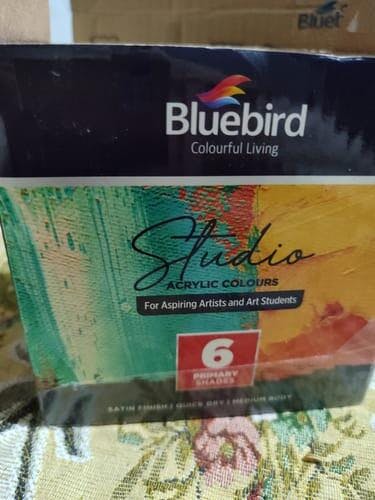 Bluebird
Bluebird
Colourful Living
Studio
ACRYLIC COLOURS
For Aspiring Artists and Art Students
6
PRIMARY
SHADES
SATIN FINISH | QUICK DRY | MEDIUM BODY